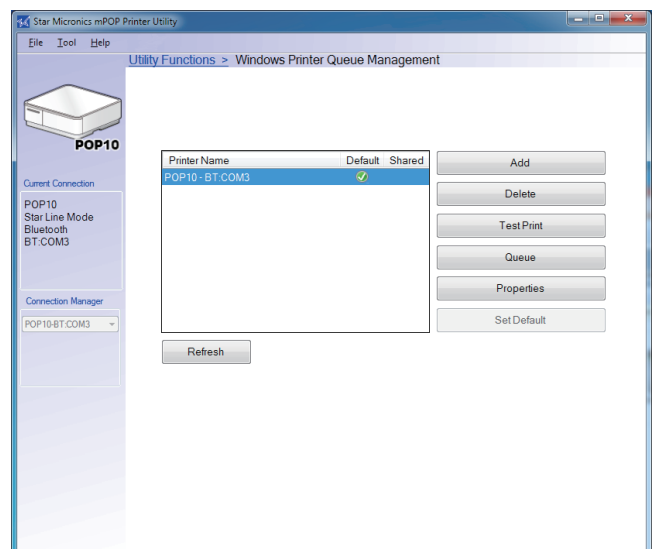 Star Micronics mPOP Printer Utility
File Tool Help
Utility Functions > Windows Printer Queue Management
POP10
Current Connection
POP10
Star Line Mode
Bluetooth
BT:COM3
Connection Manager
POP10-BT:COM3
Printer Name Default Shared
POP10 - BT:COM3
Add
Delete
Test Print
Queue
Properties
Set Default
Refresh